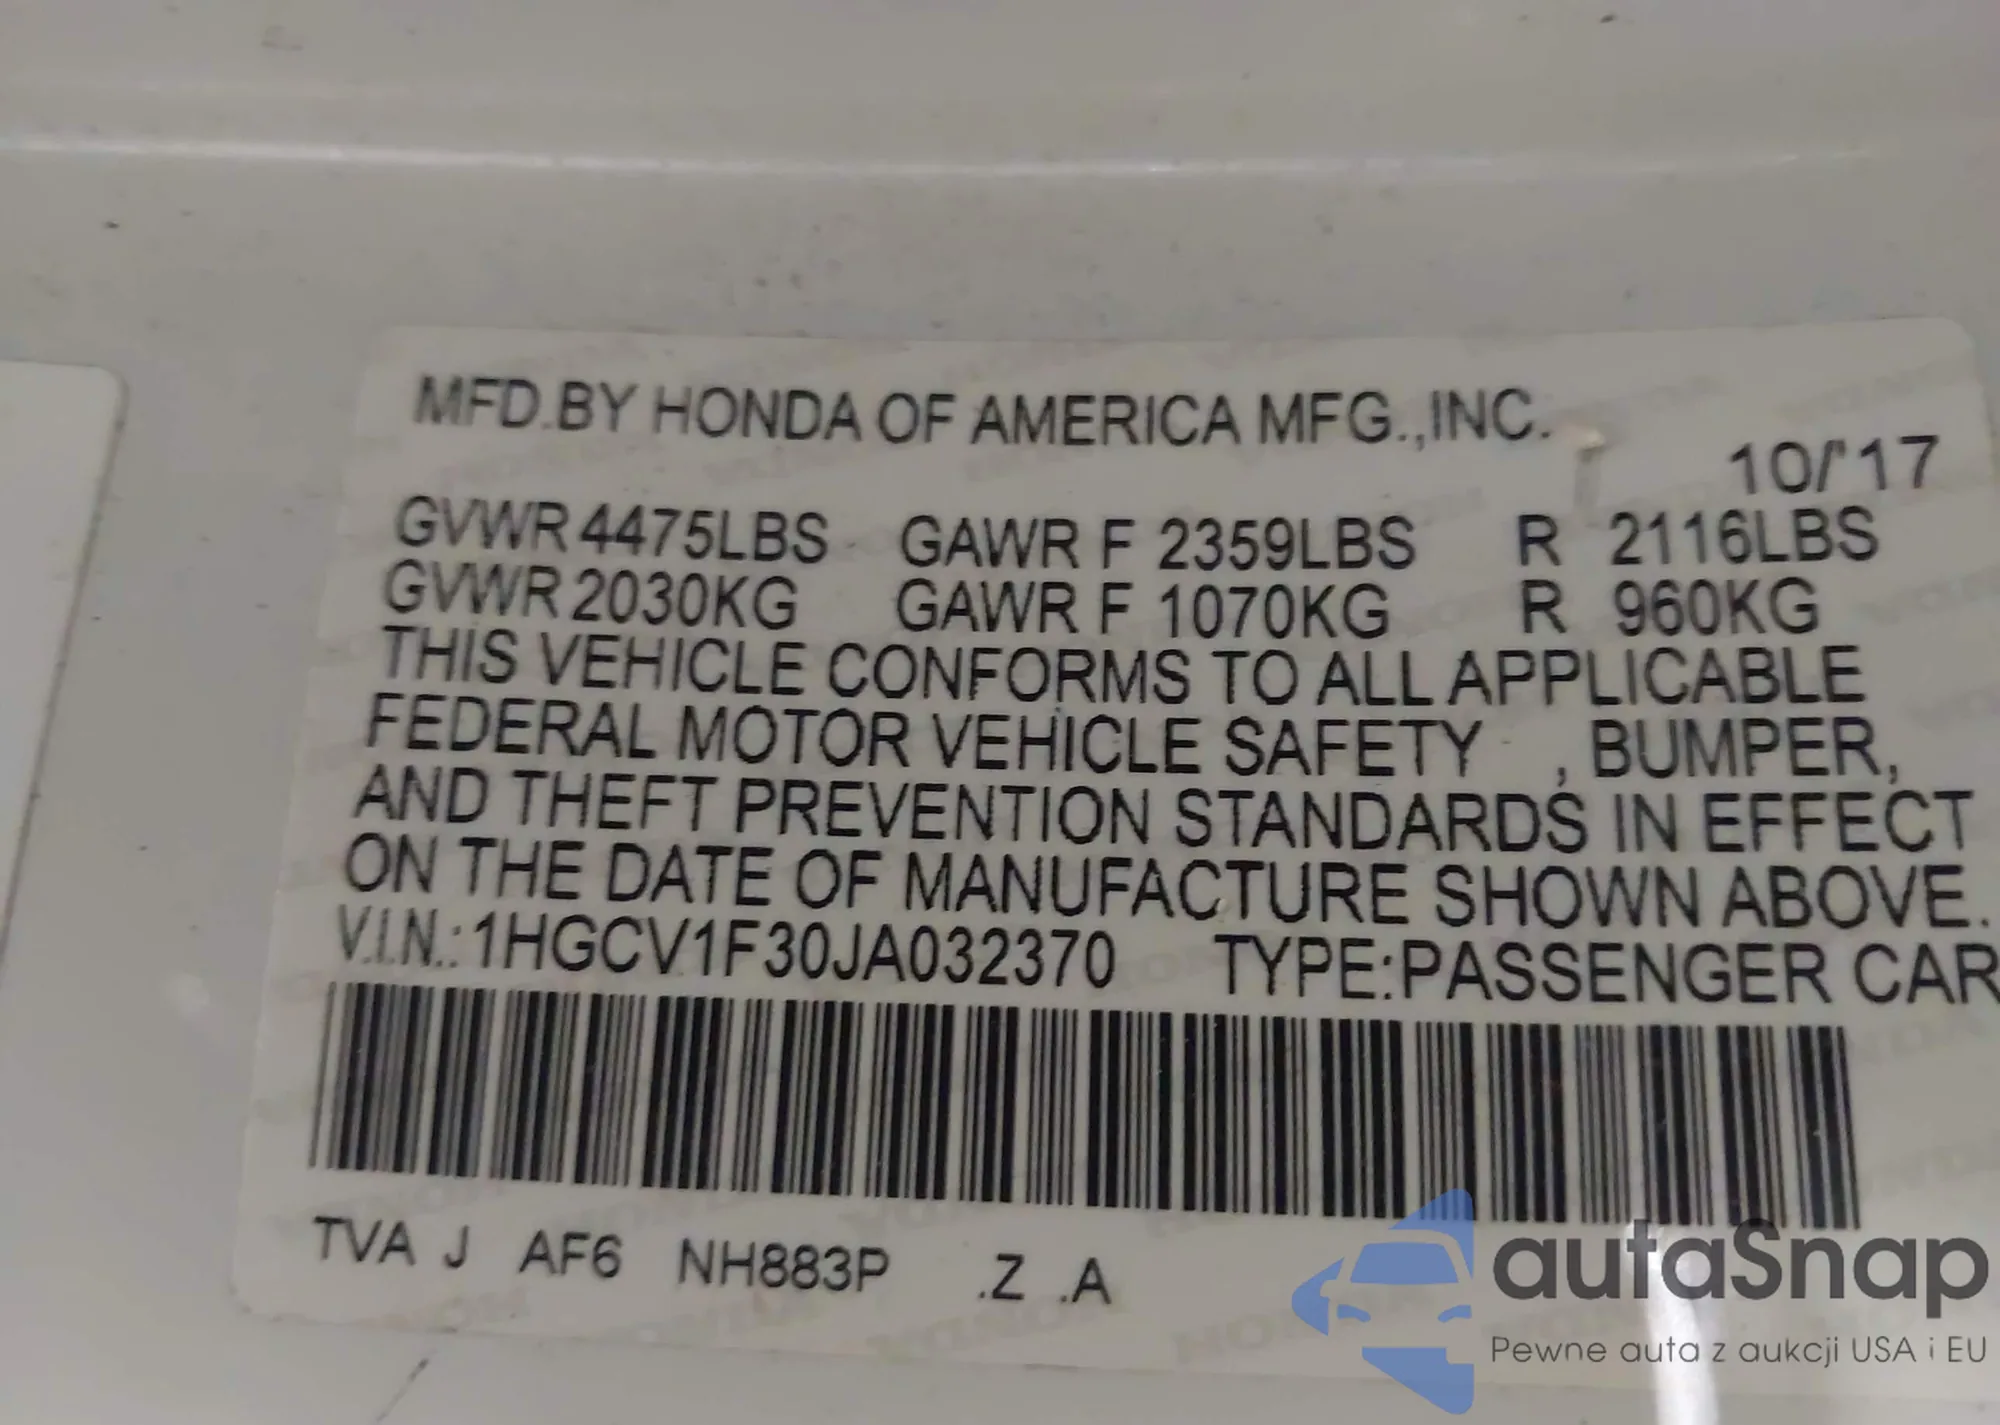 MFD.BY HONDA OF AMERICA MFG.,INC.
10/'17
GVWR 4475LBS GAWR F 2359LBS R 2116LBS
GVWR 2030KG GAWR F 1070KG R 960KG
THIS VEHICLE CONFORMS TO ALL APPLICABLE
FEDERAL MOTOR VEHICLE SAFETY , BUMPER,
AND THEFT PREVENTION STANDARDS IN EFFECT
ON THE DATE OF MANUFACTURE SHOWN ABOVE.
V.I.N.:1HGCV1F30JA032370 TYPE:PASSENGER CAR
TVA J AF6 NH883P .Z .A
autaSnap
Pewne auta z aukcji USA i EU